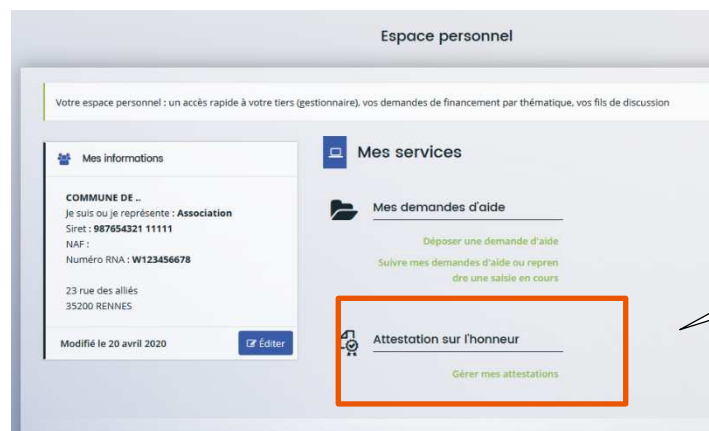 Espace personnel
Votre espace personnel : un accès rapide à votre tiers (gestionnaire), vos demandes de financement par thématique, vos fils de discussion
Mes informations
COMMUNE DE ..
Je suis ou je représente : Association
Siret : 987654321 11111
NAF :
Numéro RNA : W123456678
23 rue des alliés
35200 RENNES
Modifié le 20 avril 2020
Éditer
Mes services
Mes demandes d'aide
Déposer une demande d'aide
Suivre mes demandes d'aide ou repren
dre une saisie en cours
Attestation sur l'honneur
Gérer mes attestations